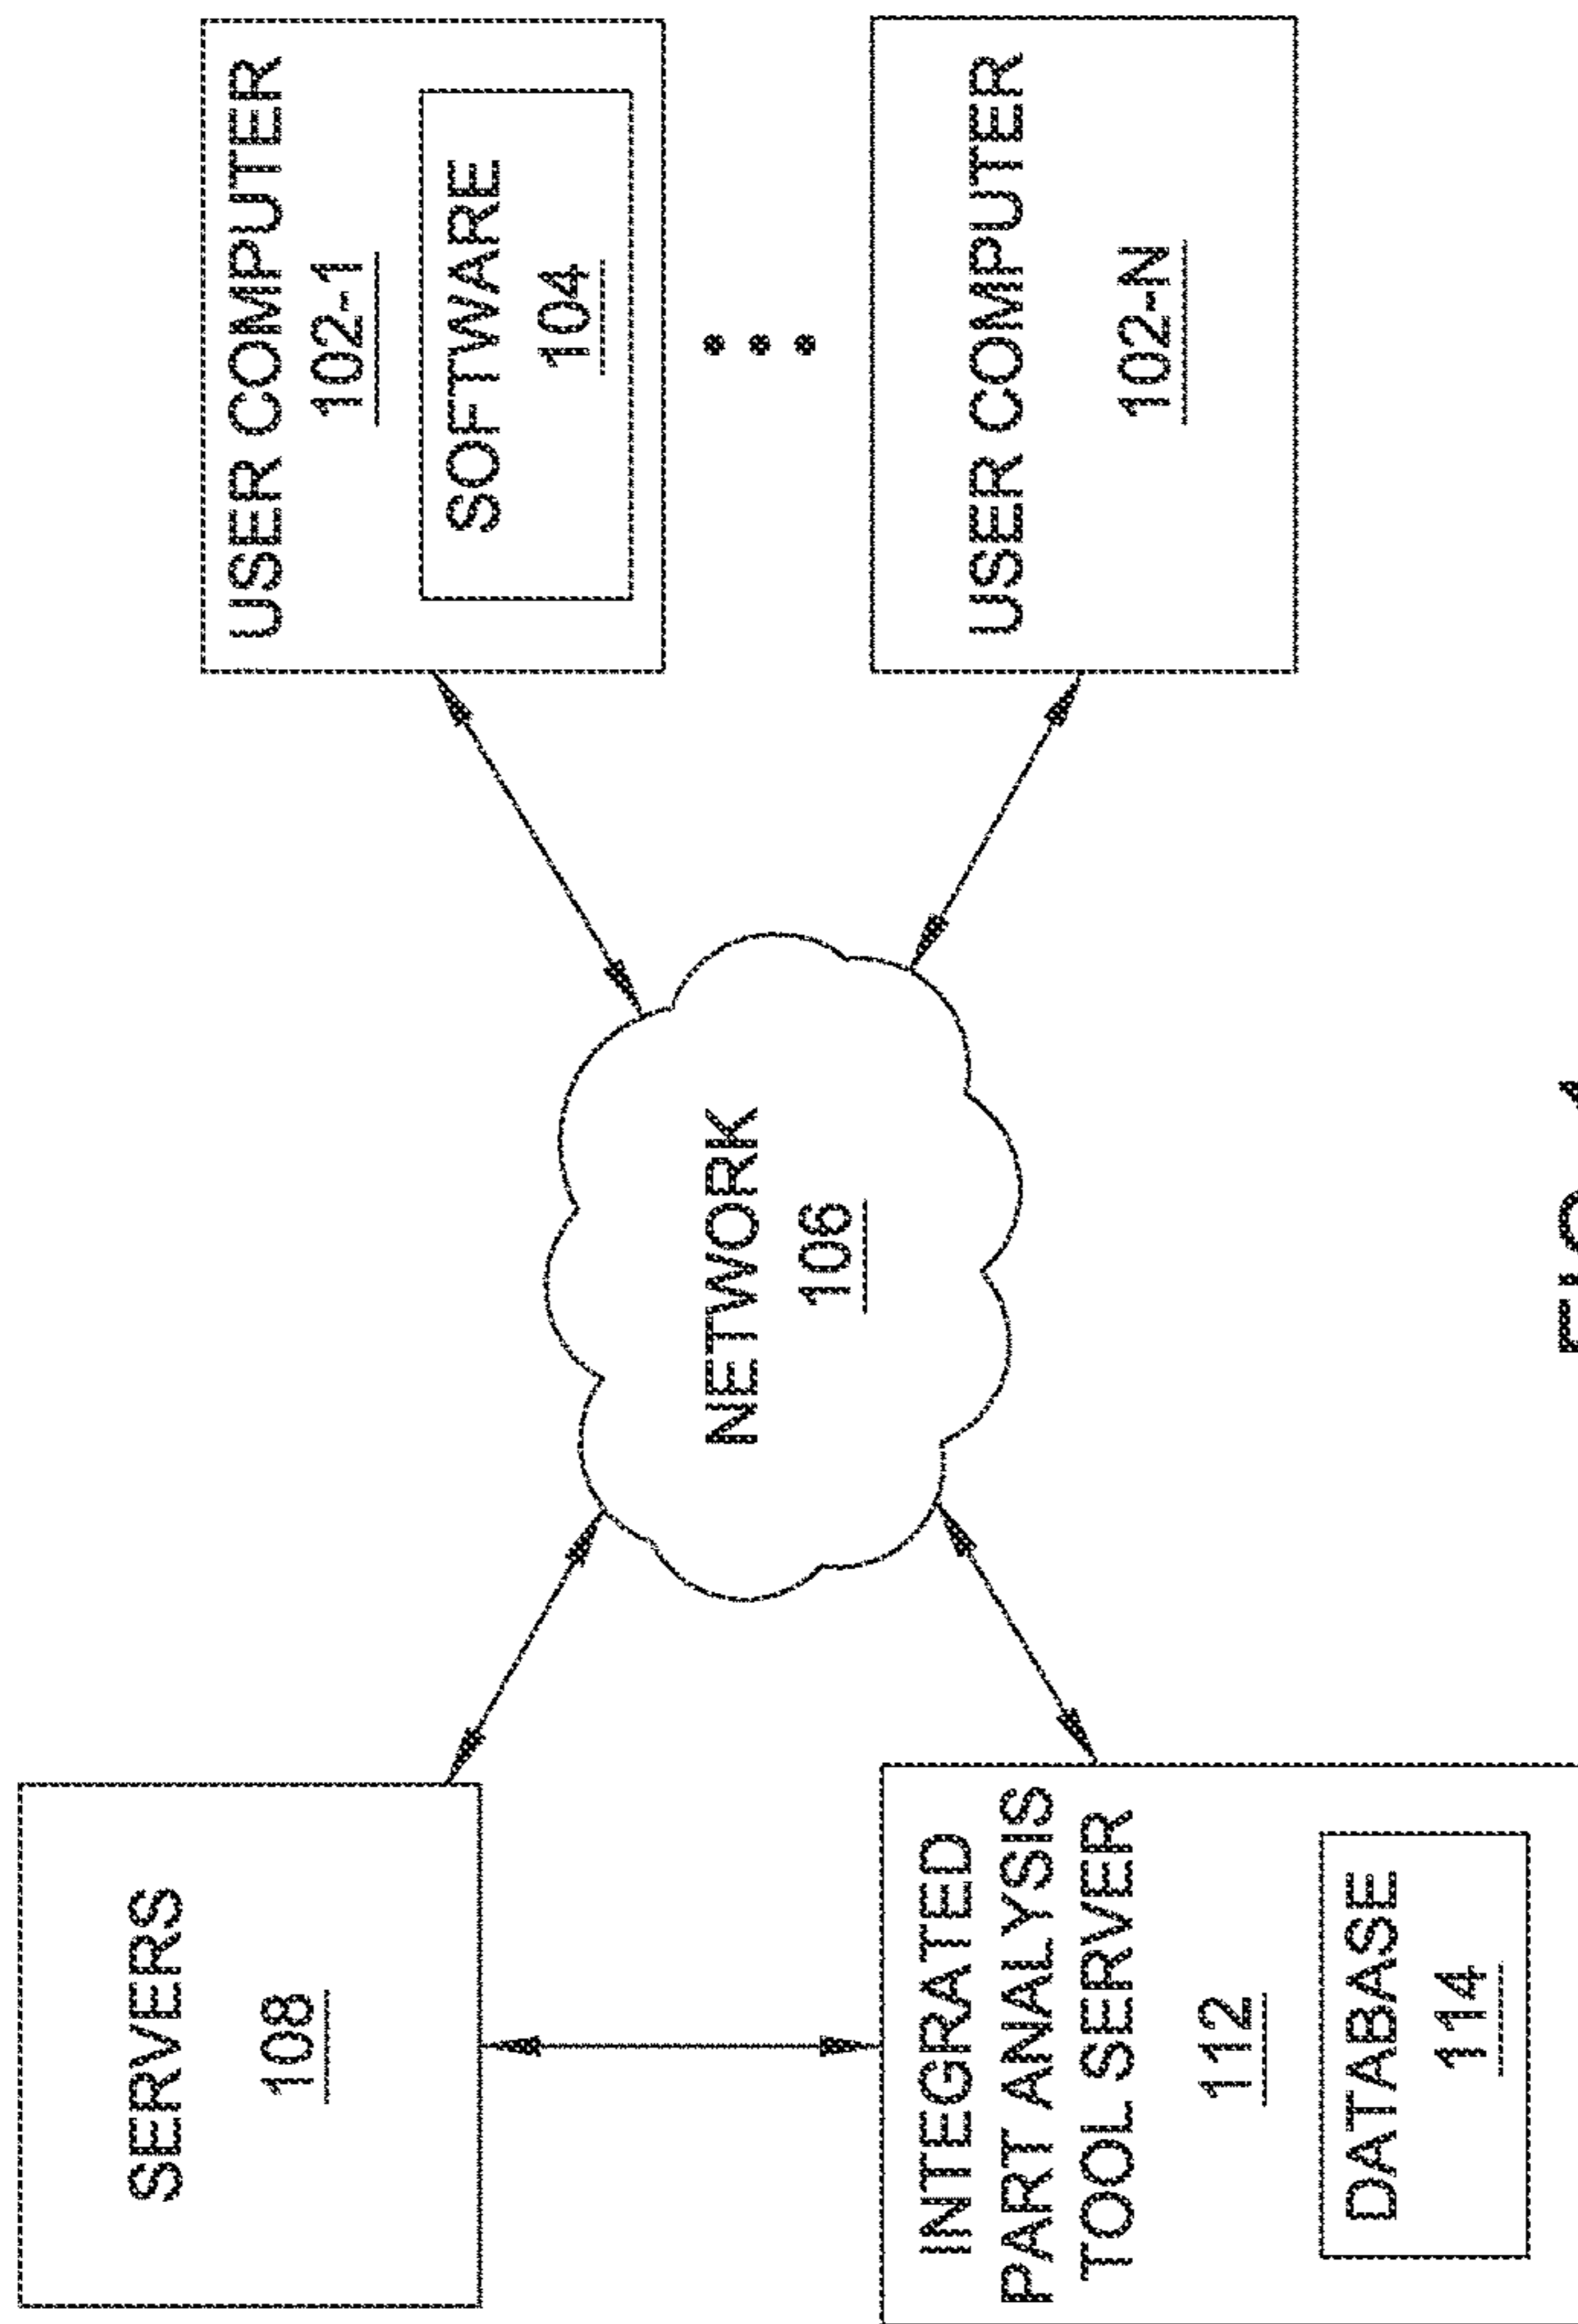 SERVERS
108
INTEGRATED
PART ANALYSIS
TOOL SERVER
112
DATABASE
114
NETWORK
106
USER COMPUTER
102-1
SOFTWARE
104
USER COMPUTER
102-N